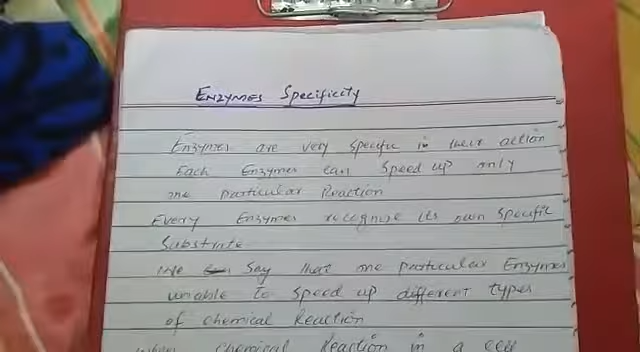 ENZYMES Specificity
Enzymes are very specific in their action
Each Enzymes can speed up only
one particular Reaction
Every Enzymes recognise its own specific
Substrate
We say that one particular Enzymes
unable to speed up different types
of chemical Reaction
When chemical Reaction in a cell